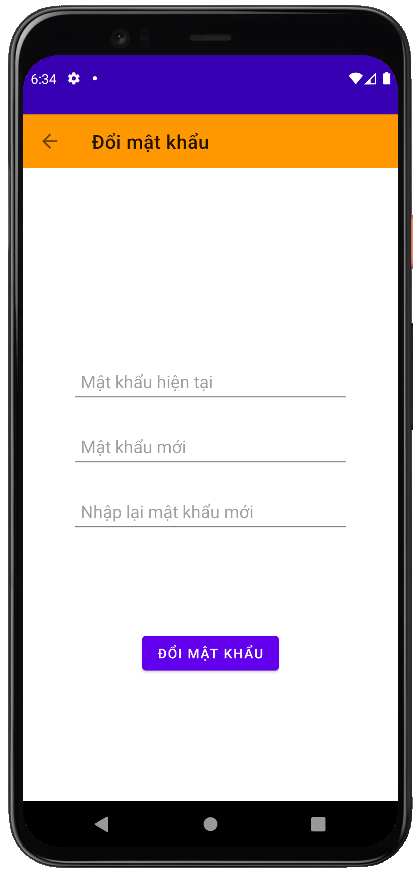 6:34
Đổi mật khẩu
Mật khẩu hiện tại
Mật khẩu mới
Nhập lại mật khẩu mới
ĐỔI MẬT KHẨU